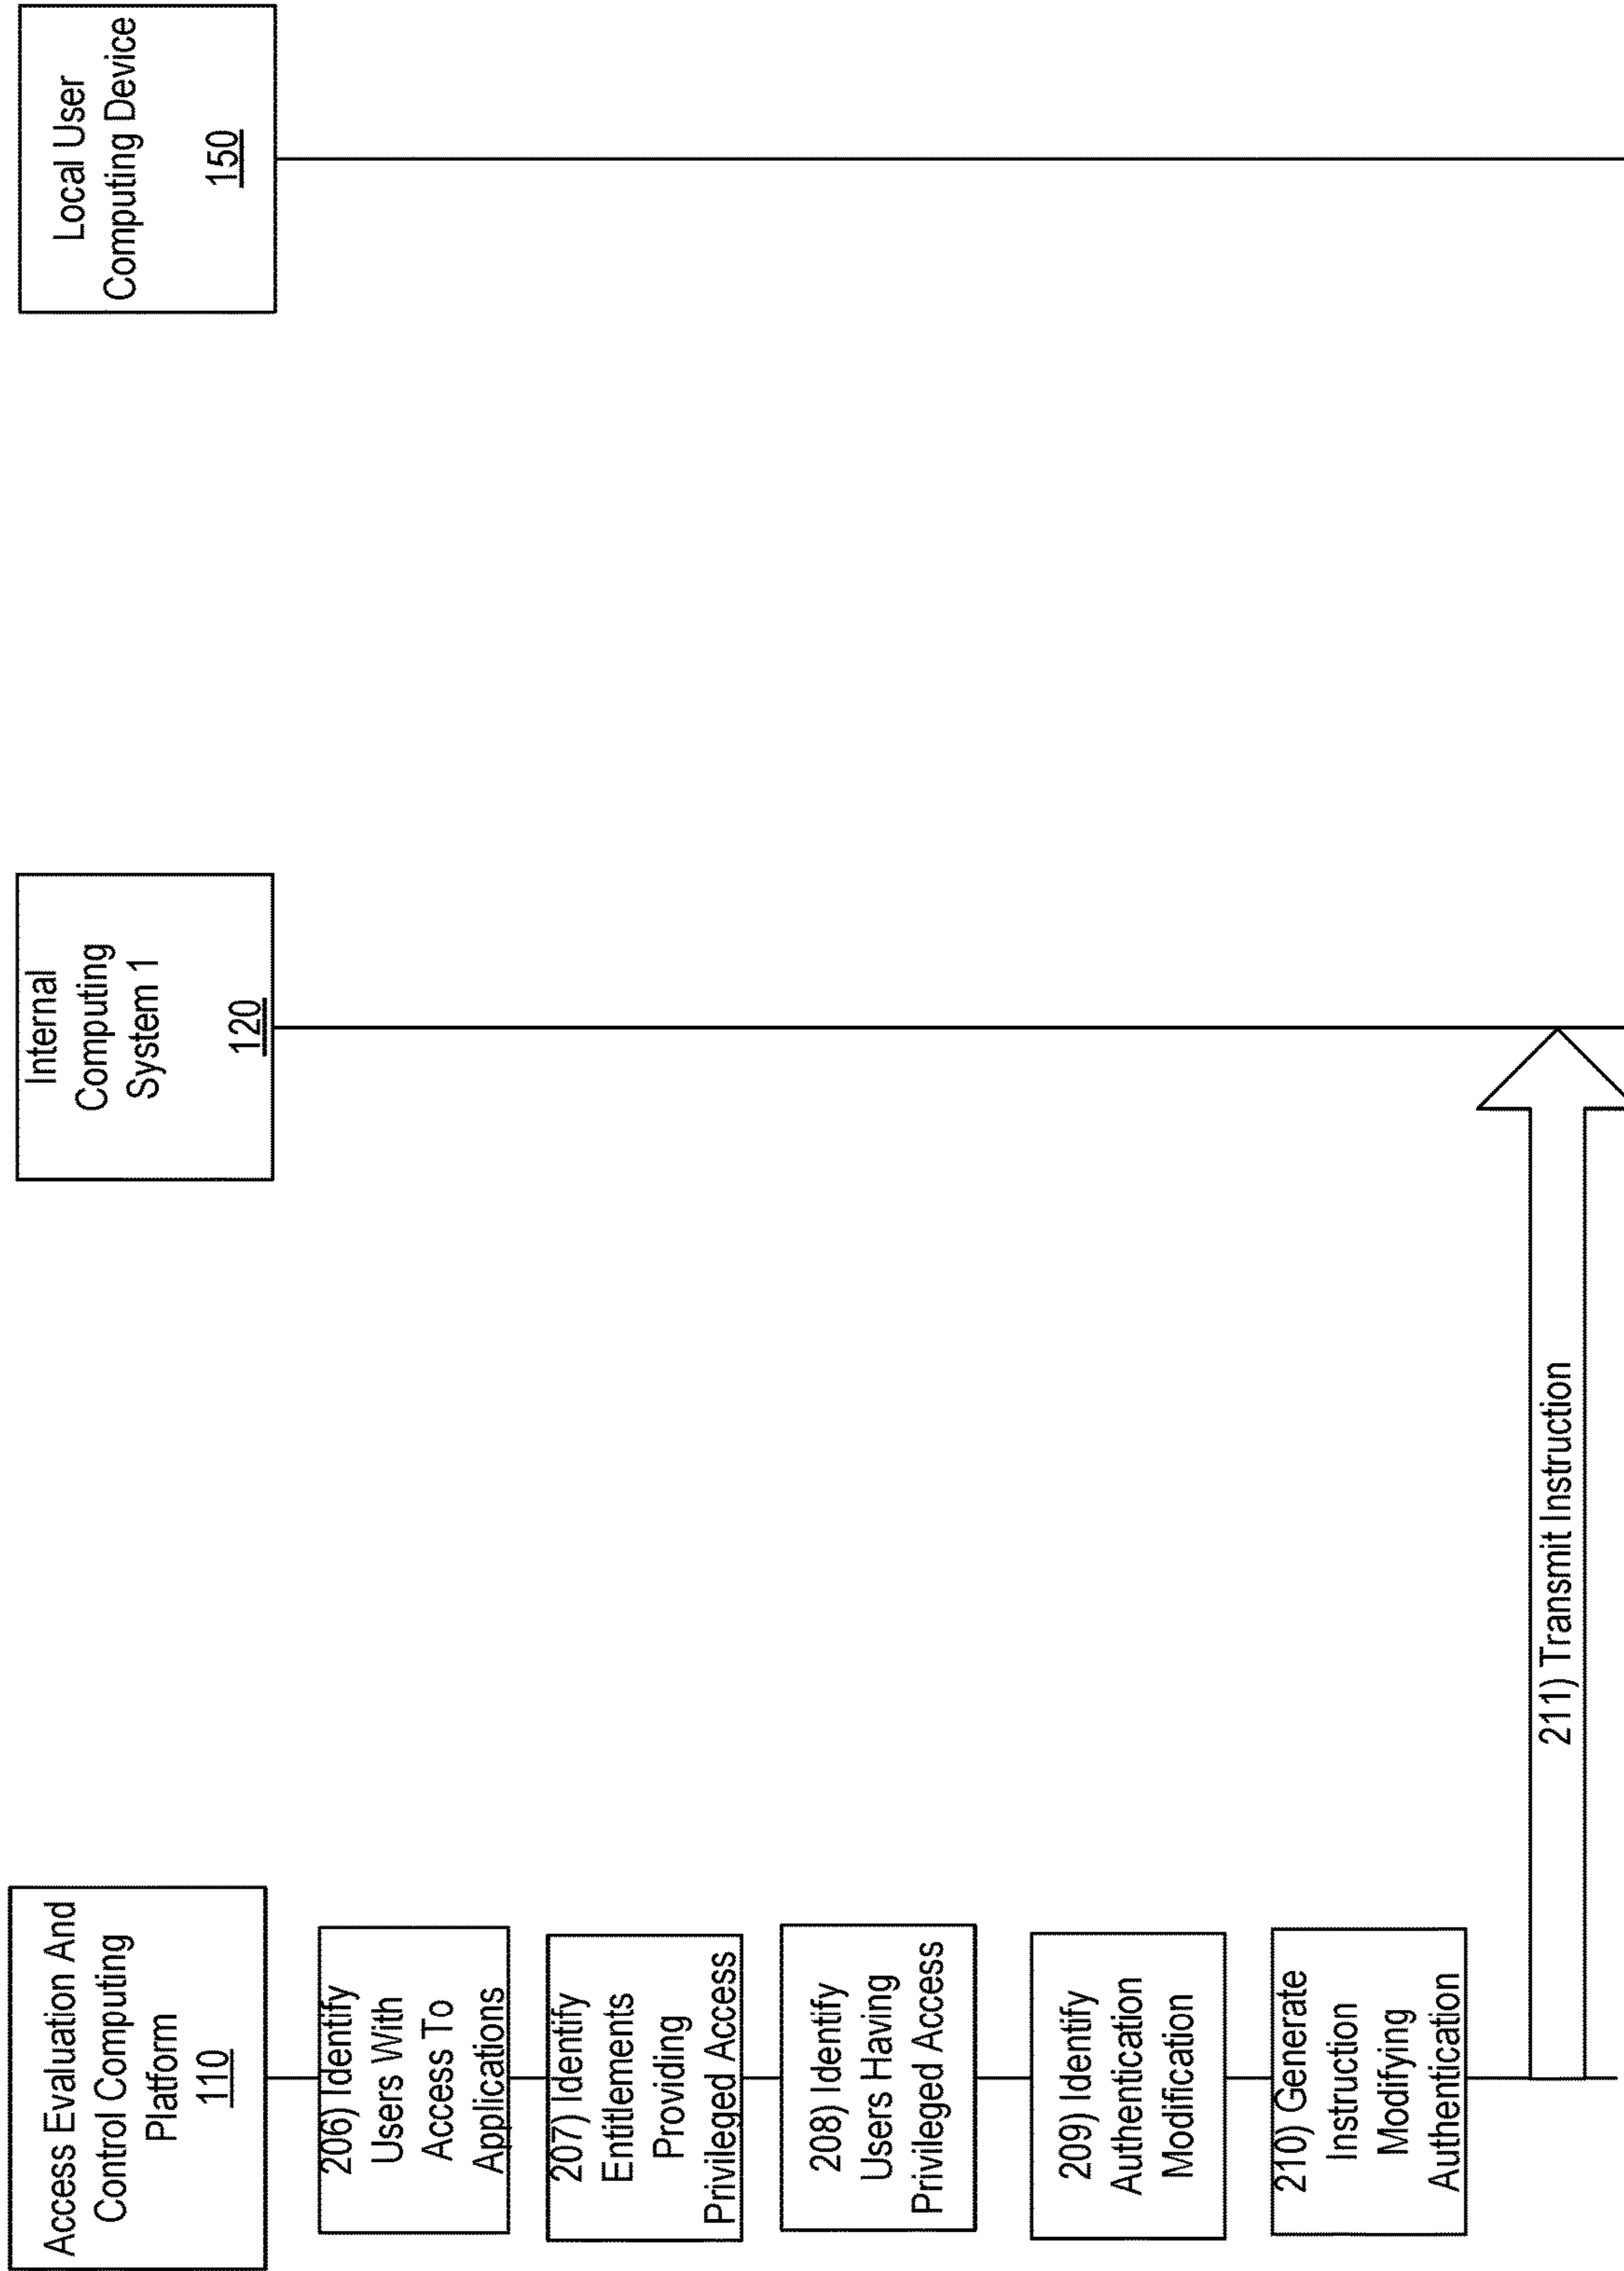 Access Evaluation And
Control Computing
Platform
110
Internal
Computing
System 1
120
Local User
Computing Device
150
206) Identify
Users With
Access To
Applications
207) Identify
Entitlements
Providing
Privileged Access
208) Identify
Users Having
Privileged Access
209) Identify
Authentication
Modification
210) Generate
Instruction
Modifying
Authentication
211) Transmit Instruction